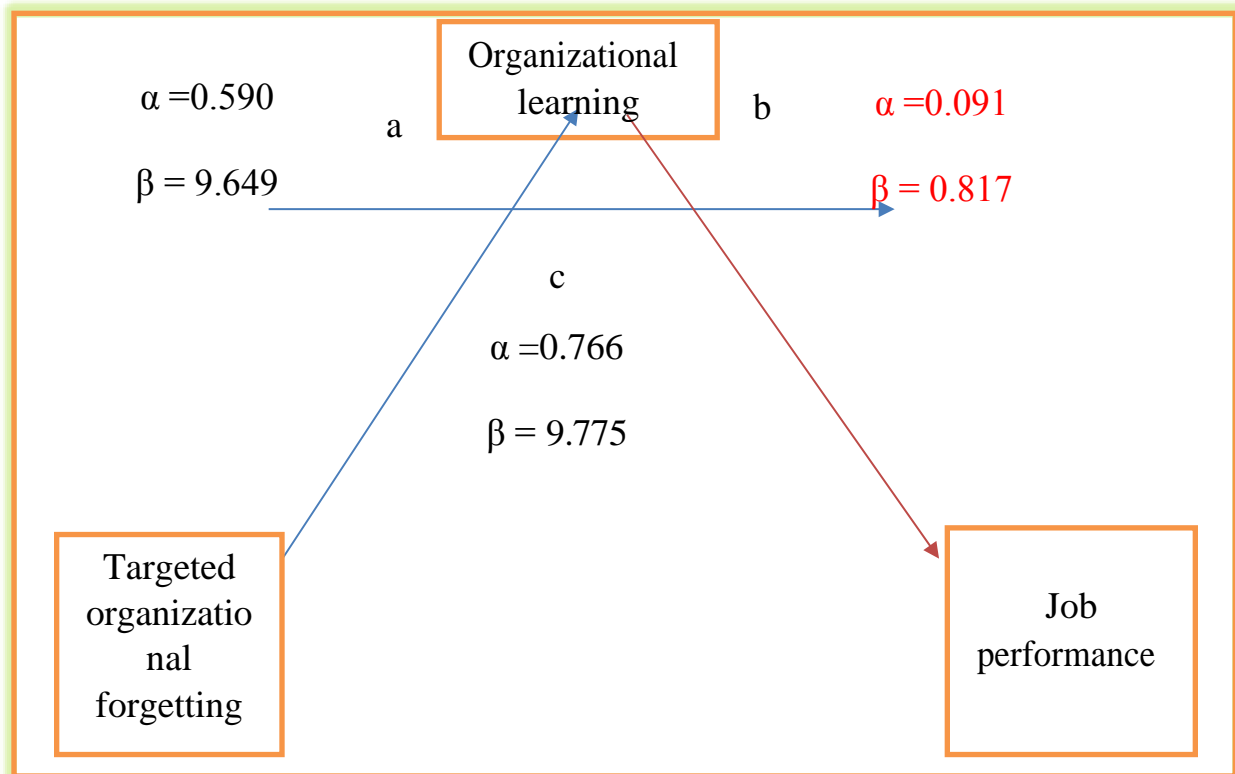 Organizational
learning
α =0.590
a
β = 9.649
b
α =0.091
β = 0.817
c
α =0.766
β = 9.775
Targeted
organizatio
nal
forgetting
Job
performance